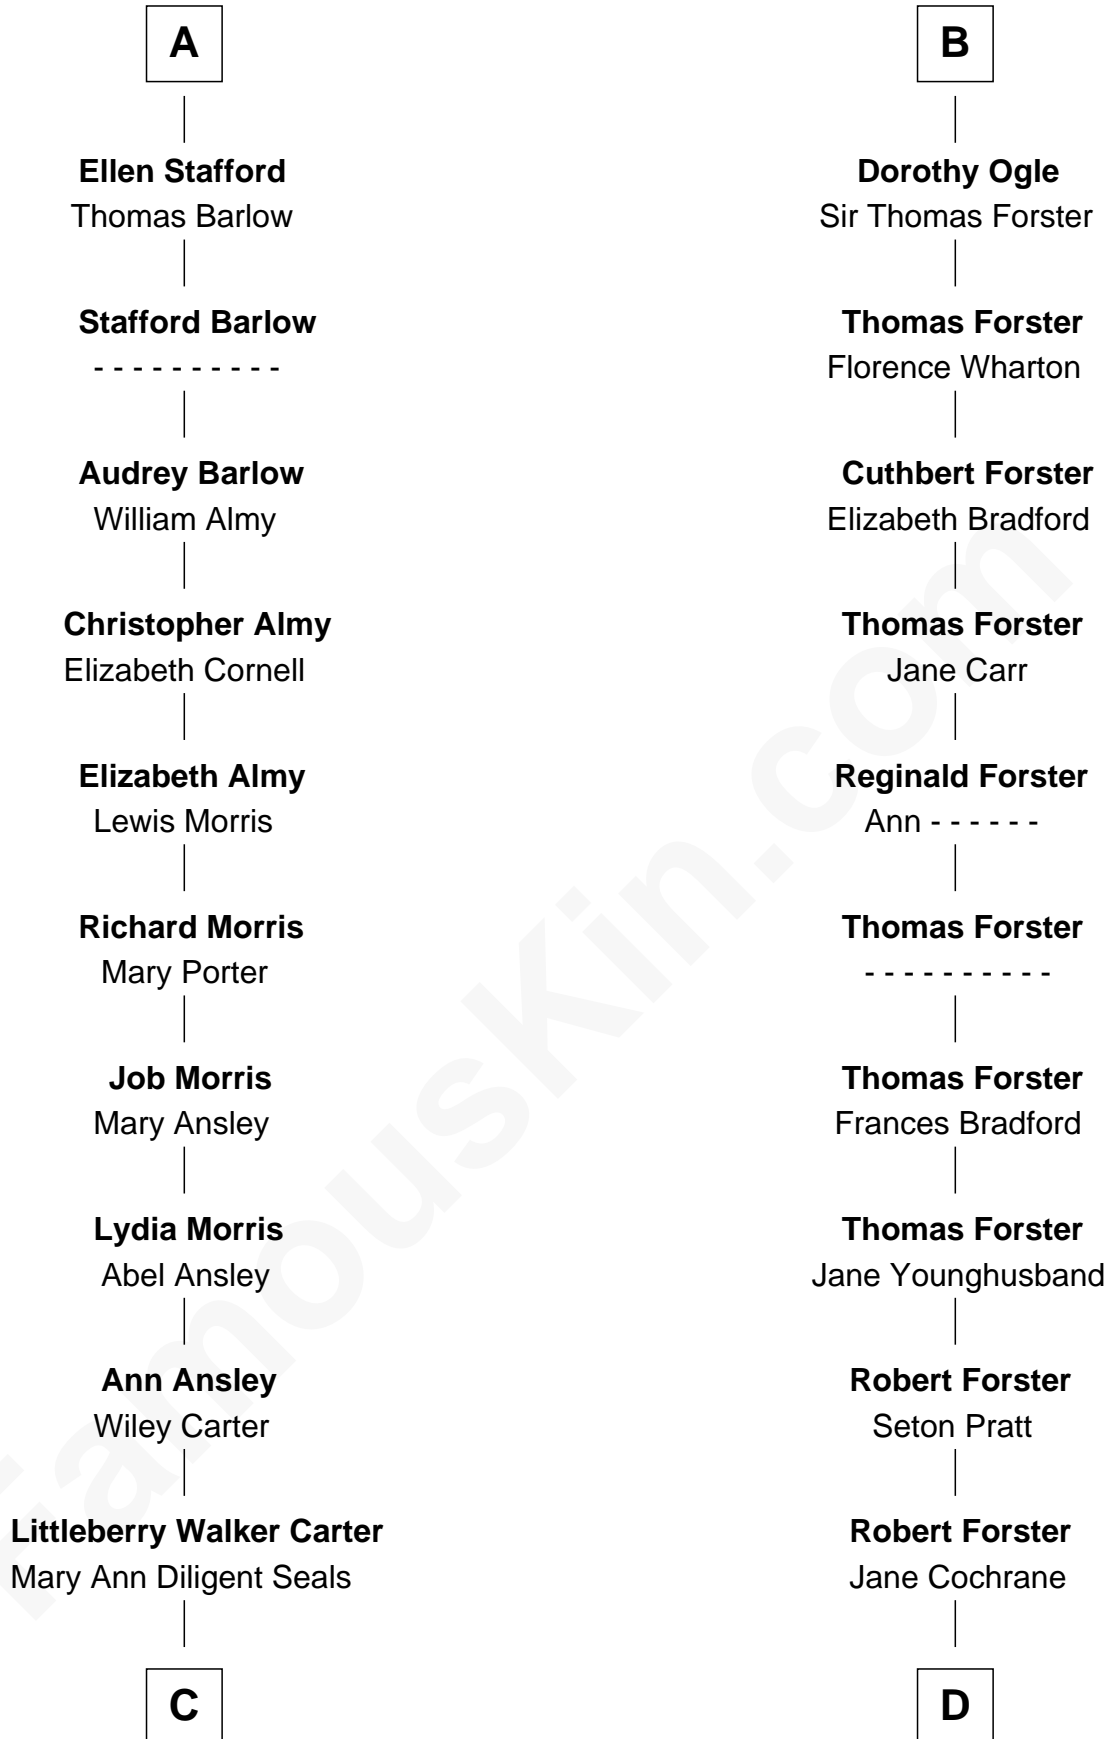 A
Ellen Stafford
Thomas Barlow
Stafford Barlow
- - - - - - - - - -
Audrey Barlow
William Almy
Christopher Almy
Elizabeth Cornell
Elizabeth Almy
Lewis Morris
Richard Morris
Mary Porter
Job Morris
Mary Ansley
Lydia Morris
Abel Ansley
Ann Ansley
Wiley Carter
Littleberry Walker Carter
Mary Ann Diligent Seals
C
B
Dorothy Ogle
Sir Thomas Forster
Thomas Forster
Florence Wharton
Cuthbert Forster
Elizabeth Bradford
Thomas Forster
Jane Carr
Reginald Forster
Ann - - - - - -
Thomas Forster
- - - - - - - - - -
Thomas Forster
Frances Bradford
Thomas Forster
Jane Younghusband
Robert Forster
Seton Pratt
Robert Forster
Jane Cochrane
D
FamousKin.com